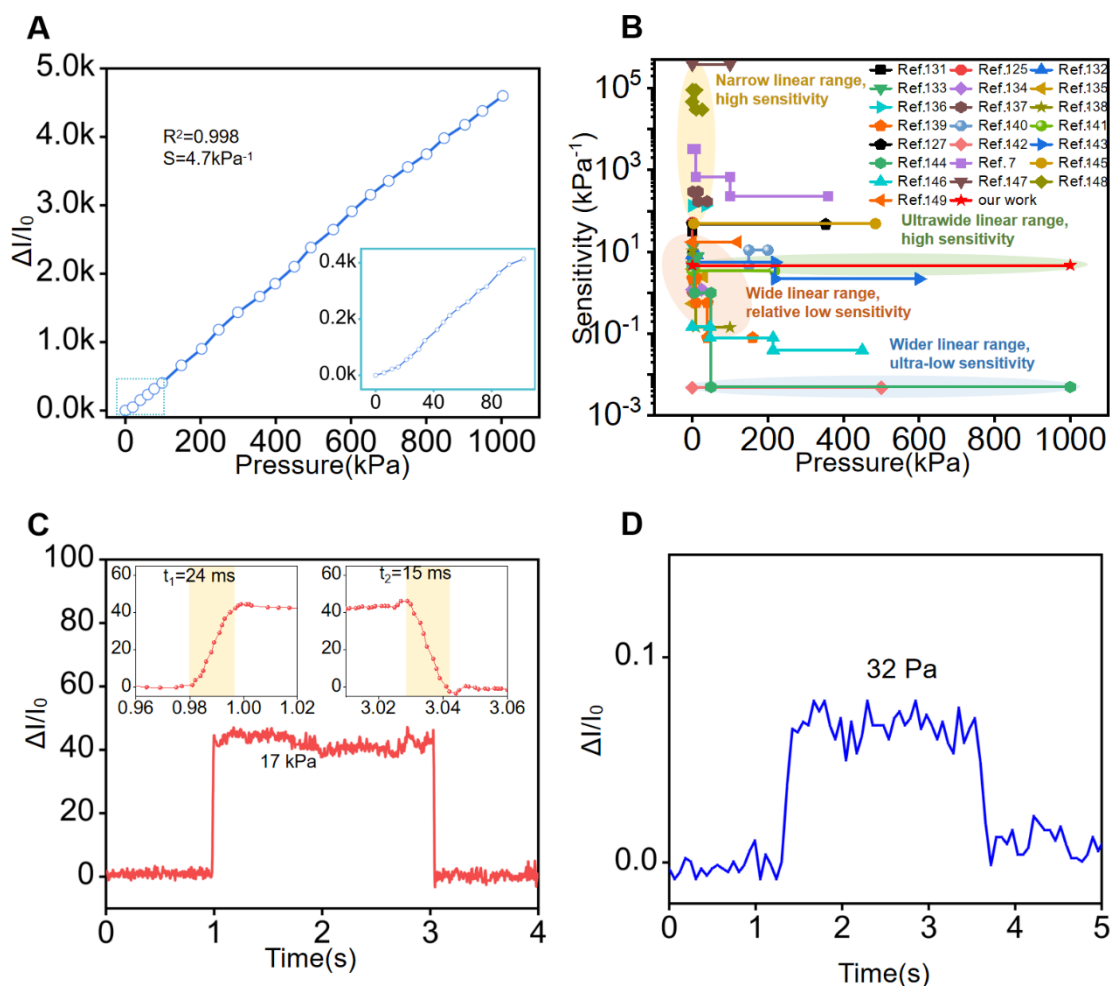 A
5.0k
4.0k
3.0k
2.0k
1.0k
0.0k
ΔI/I₀
R²=0.998
S=4.7kPa⁻¹
0.4k
0.2k
0.0k
0 40 80
0 200 400 600 800 1000
Pressure(kPa)
B
10⁵
10³
10¹
10⁻¹
10⁻³
Sensitivity (kPa⁻¹)
Narrow linear range,
high sensitivity
Ref.131 Ref.125 Ref.132
Ref.133 Ref.134 Ref.135
Ref.136 Ref.137 Ref.138
Ref.139 Ref.140 Ref.141
Ref.127 Ref.142 Ref.143
Ref.144 Ref. 7 Ref.145
Ref.146 Ref.147 Ref.148
Ref.149 our work
Ultrawide linear range,
high sensitivity
Wide linear range,
relative low sensitivity
Wider linear range,
ultra-low sensitivity
0 200 400 600 800 1000
Pressure(kPa)
C
100
80
60
40
20
0
ΔI/I₀
t₁=24 ms
60
40
20
0
0.96 0.98 1.00 1.02
t₂=15 ms
60
40
20
0
3.02 3.04 3.06
17 kPa
0 1 2 3 4
Time(s)
D
0.1
0.0
ΔI/I₀
32 Pa
0 1 2 3 4 5
Time(s)